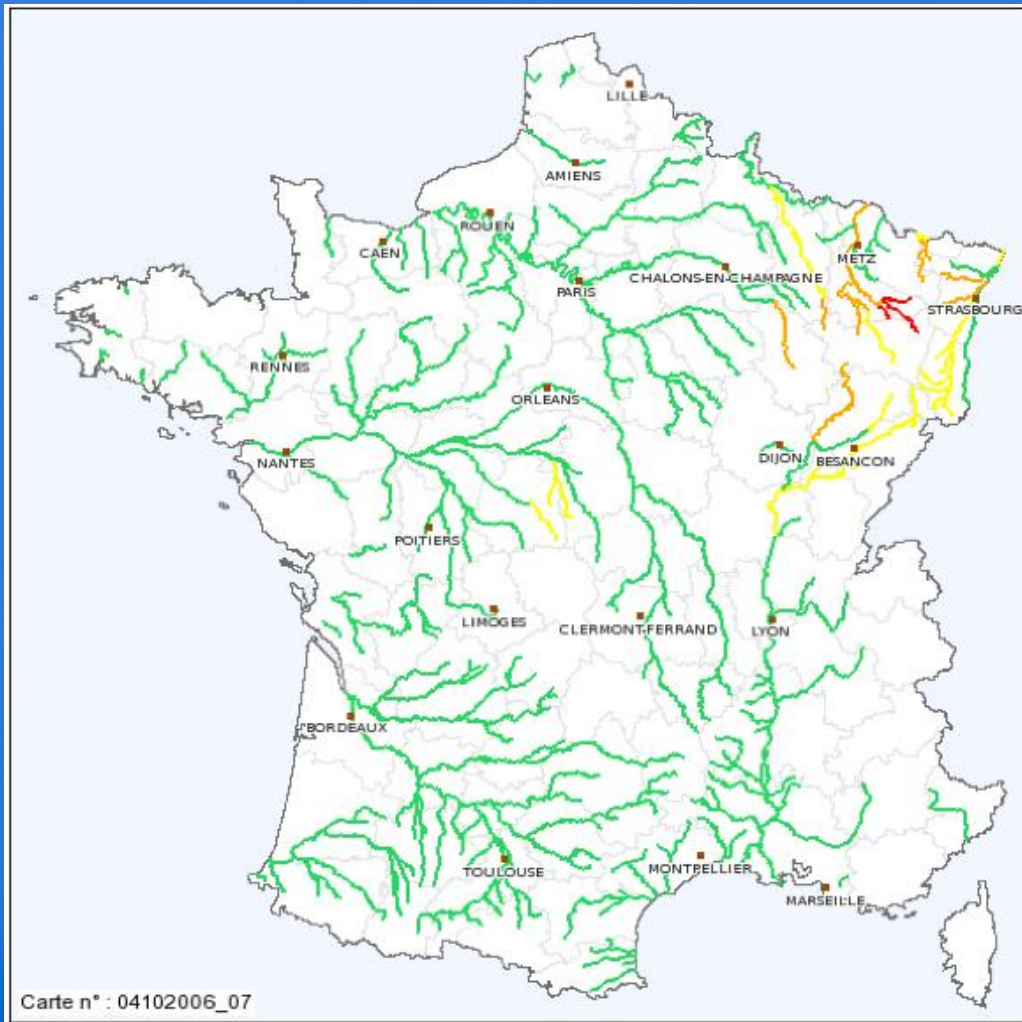 LILLE
AMIENS
ROUEN
CAEN
METZ
CHALONS-EN-CHAMPAGNE
PARIS
STRASBOURG
RENNES
ORLEANS
NANTES
DIJON
BESANCON
POITIERS
LIMOGES
CLERMONT-FERRAND
LYON
BORDEAUX
TOULOUSE
MONTPELLIER
MARSEILLE
Carte n° : 04102006_07